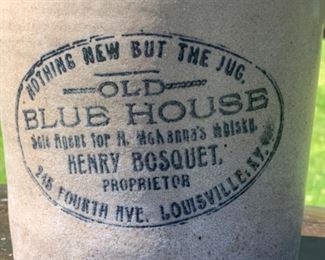 NOTHING NEW BUT THE JUG.
OLD
BLUE HOUSE
Sole Agent for H. McKanna's Whisky.
HENRY BOSQUET,
PROPRIETOR
246 FOURTH AVE. LOUISVILLE, KY.